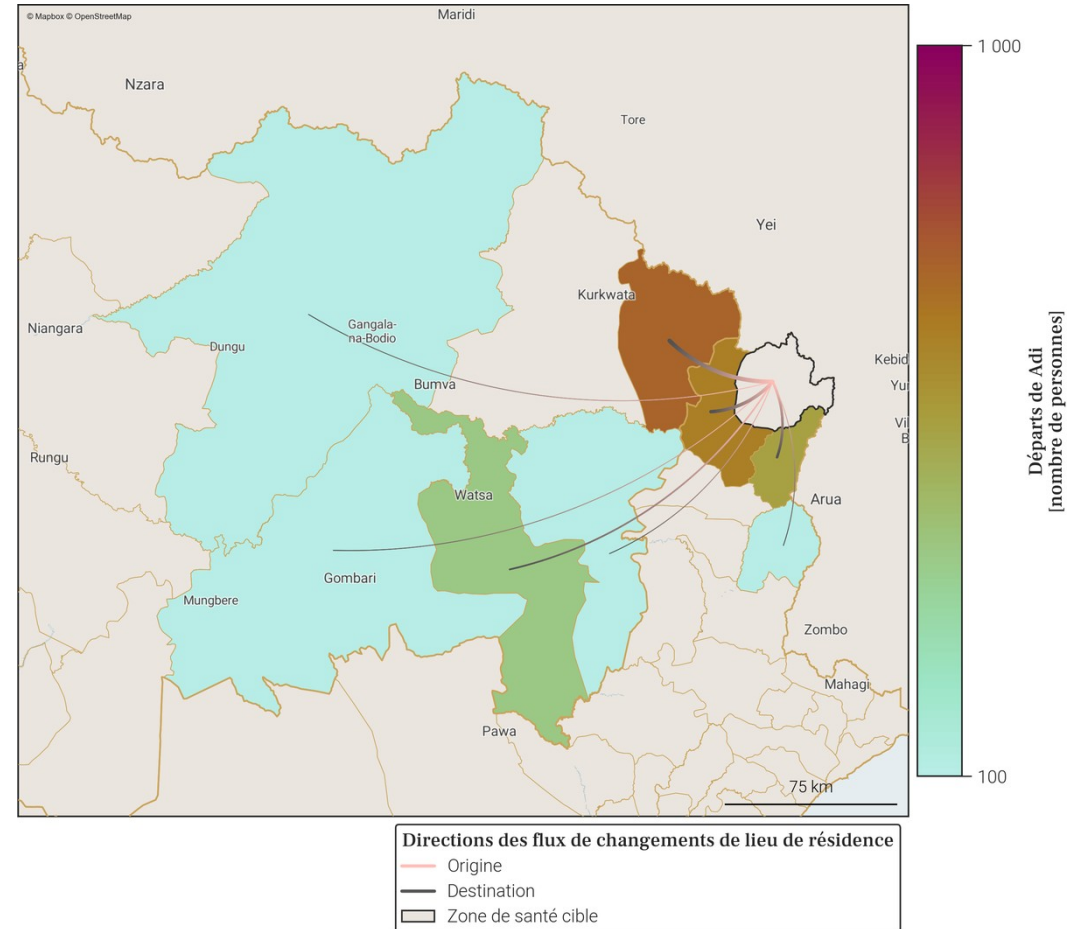 © Mapbox © OpenStreetMap
Maridi
Nzara
Tore
Yei
Kurkwata
Niangara
Gangala-
na-Bodio
Dungu
Kebid
Bumva
Rungu
Watsa
Arua
Gombari
Mungbere
Zombo
Mahagi
Pawa
75 km
1 000
100
Départs de Adi
[nombre de personnes]
Directions des flux de changements de lieu de résidence
Origine
Destination
Zone de santé cible